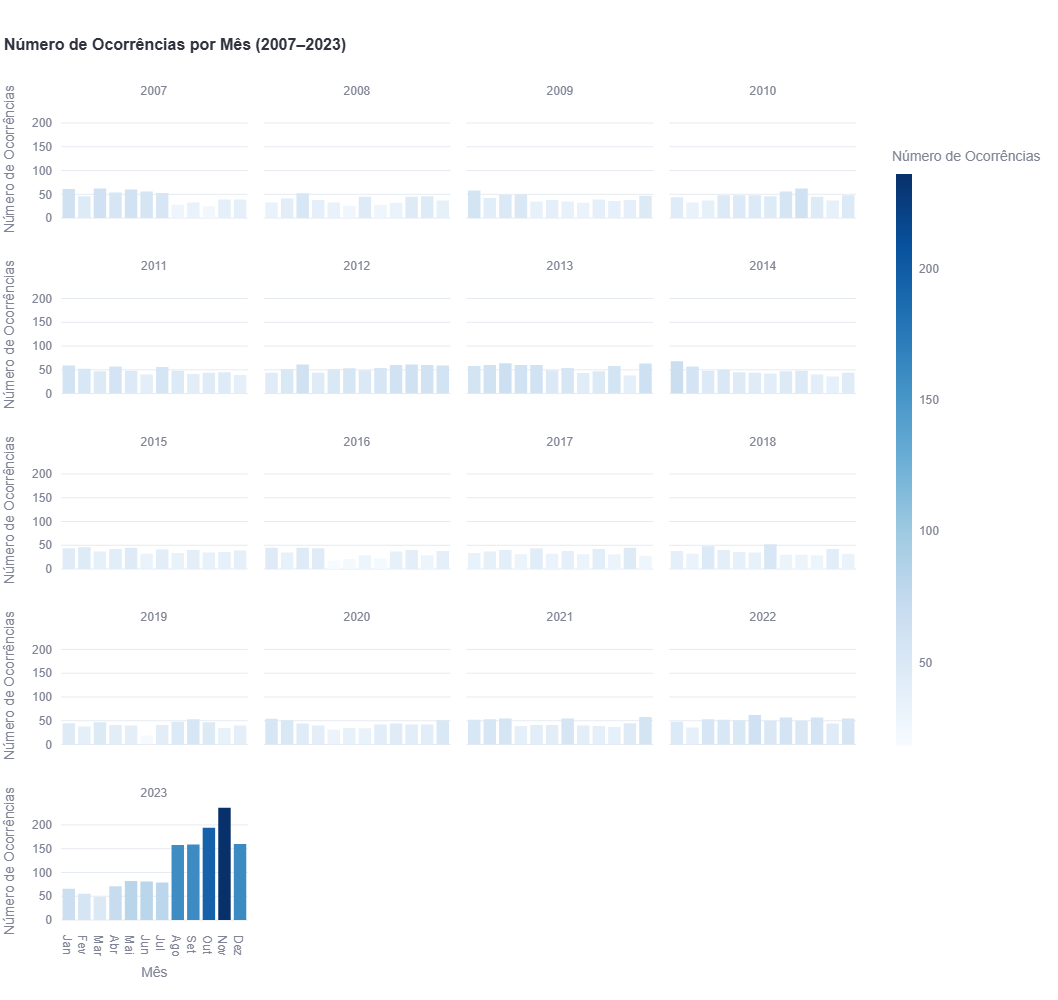 Número de Ocorrências por Mês (2007–2023)
2007
2008
2009
2010
Número de Ocorrências
200
150
100
50
0
2011
2012
2013
2014
Número de Ocorrências
200
150
100
50
0
2015
2016
2017
2018
Número de Ocorrências
200
150
100
50
0
2019
2020
2021
2022
Número de Ocorrências
200
150
100
50
0
2023
Número de Ocorrências
200
150
100
50
0
Jan
Fev
Mar
Abr
Mai
Jun
Jul
Ago
Set
Out
Nov
Dez
Mês
Número de Ocorrências
200
150
100
50